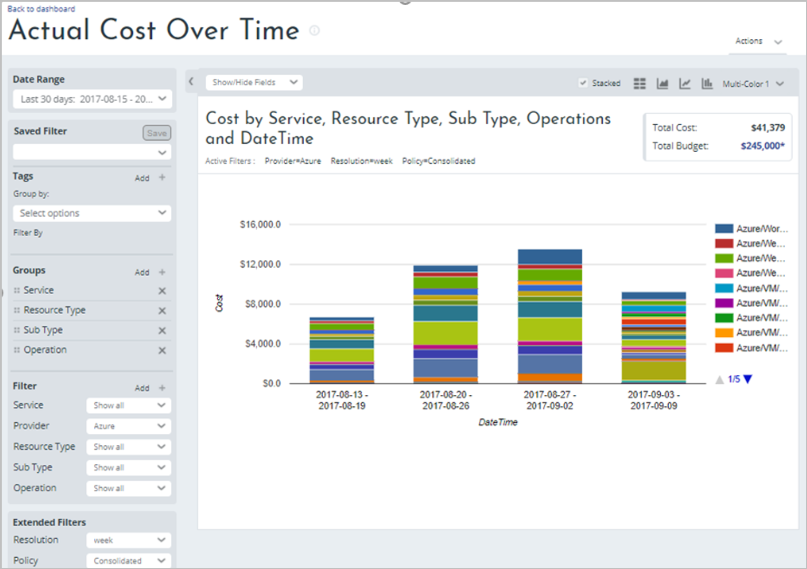 Back to dashboard
Actual Cost Over Time
Actions
Date Range
Last 30 days: 2017-08-15 - 20...
Saved Filter
Save
Tags
Add +
Group by:
Select options
Filter By
Groups
Add +
Service
Resource Type
Sub Type
Operation
Filter
Add +
Service Show all
Provider Azure
Resource Type Show all
Sub Type Show all
Operation Show all
Extended Filters
Resolution week
Policy Consolidated
Show/Hide Fields
Stacked
Multi-Color 1
Cost by Service, Resource Type, Sub Type, Operations
and DateTime
Active Filters : Provider=Azure Resolution=week Policy=Consolidated
Total Cost: $41,379
Total Budget: $245,000*
$16,000.0
$12,000.0
$8,000.0
$4,000.0
$0.0
Cost
2017-08-13 -
2017-08-19
2017-08-20 -
2017-08-26
2017-08-27 -
2017-09-02
2017-09-03 -
2017-09-09
DateTime
Azure/Wor...
Azure/We...
Azure/We...
Azure/We...
Azure/VM/...
Azure/VM/...
Azure/VM/...
Azure/VM/...
Azure/VM/...
1/5